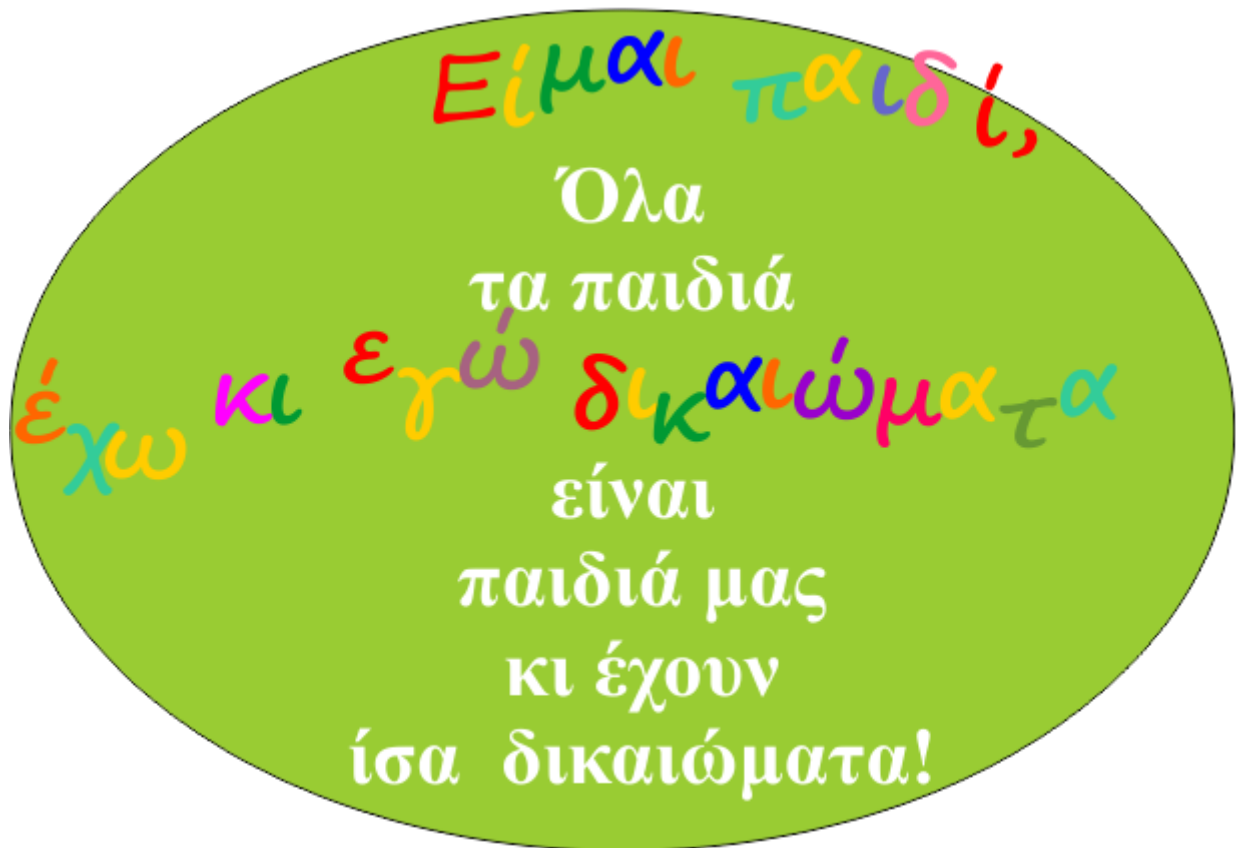 Είμαι παιδί,
Όλα
τα παιδιά
έχω κι εγώ δικαιώματα
είναι
παιδιά μας
κι έχουν
ίσα δικαιώματα!